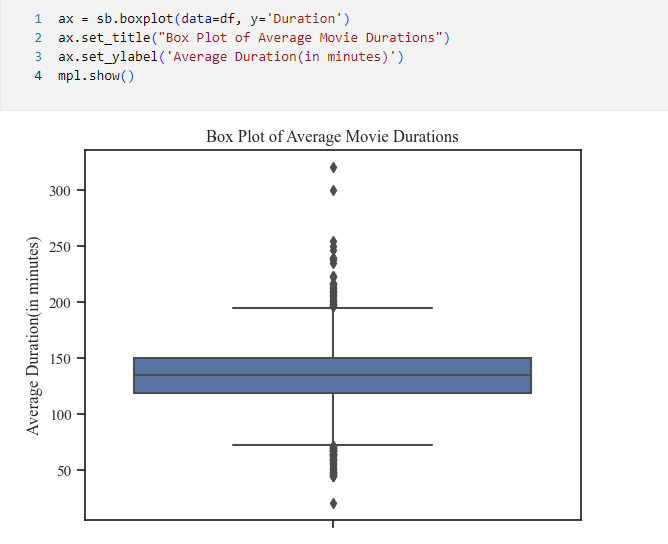 1 ax = sb.boxplot(data=df, y='Duration')
2 ax.set_title("Box Plot of Average Movie Durations")
3 ax.set_ylabel('Average Duration(in minutes)')
4 mpl.show()
Box Plot of Average Movie Durations
Average Duration(in minutes)
300
250
200
150
100
50